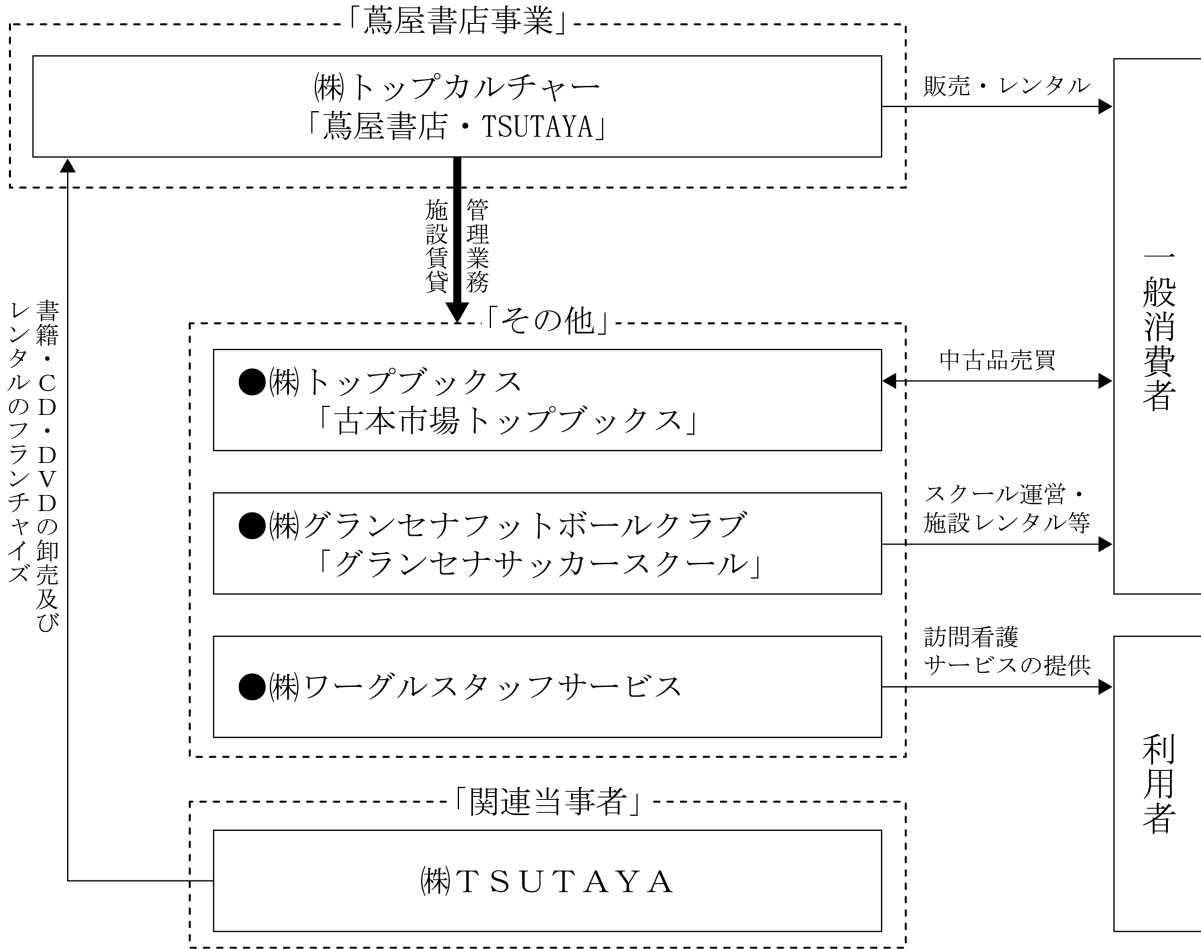 「蔦屋書店事業」
㈱トップカルチャー
「蔦屋書店・TSUTAYA」
販売・レンタル
一般消費者
管理業務
施設賃貸
書籍・ＣＤ・ＤＶＤの卸売及び
レンタルのフランチャイズ
「その他」
●㈱トップブックス
「古本市場トップブックス」
中古品売買
●㈱グランセナフットボールクラブ
「グランセナサッカースクール」
スクール運営・
施設レンタル等
●㈱ワーグルスタッフサービス
訪問看護
サービスの提供
利用者
「関連当事者」
㈱ＴＳＵＴＡＹＡ